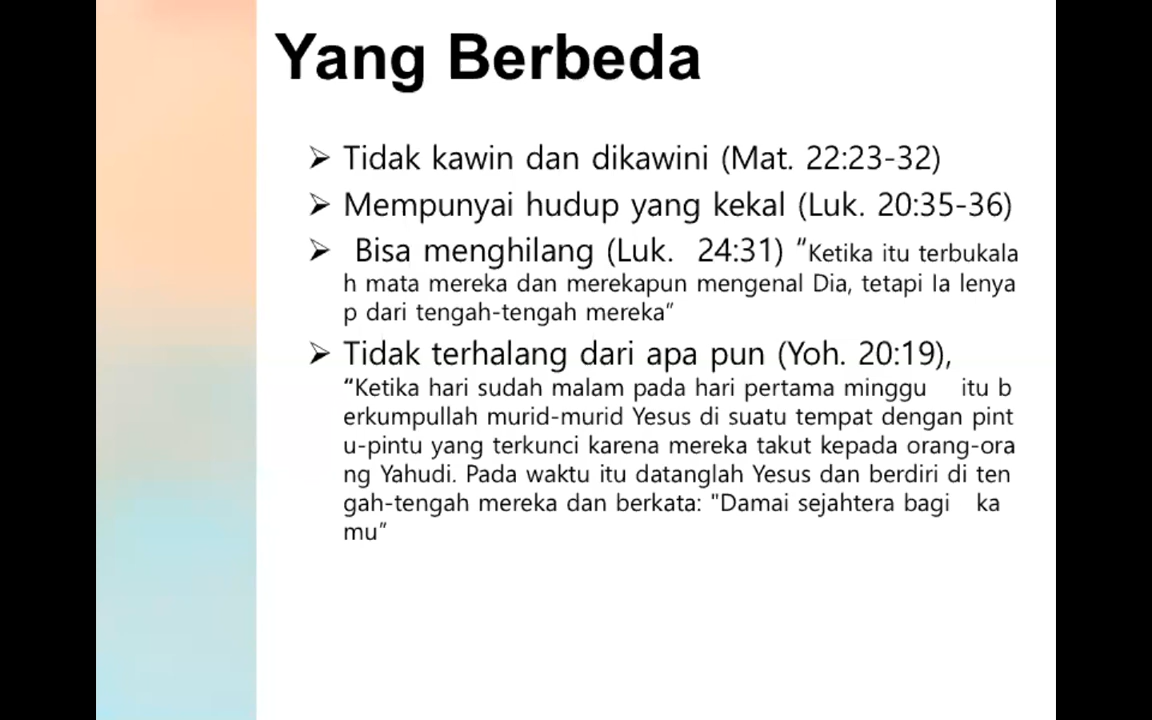 Yang Berbeda
➢ Tidak kawin dan dikawini (Mat. 22:23-32)
➢ Mempunyai hudup yang kekal (Luk. 20:35-36)
➢ Bisa menghilang (Luk. 24:31) “Ketika itu terbukala
h mata mereka dan merekapun mengenal Dia, tetapi Ia lenya
p dari tengah-tengah mereka”
➢ Tidak terhalang dari apa pun (Yoh. 20:19),
“Ketika hari sudah malam pada hari pertama minggu itu b
erkumpullah murid-murid Yesus di suatu tempat dengan pint
u-pintu yang terkunci karena mereka takut kepada orang-ora
ng Yahudi. Pada waktu itu datanglah Yesus dan berdiri di ten
gah-tengah mereka dan berkata: "Damai sejahtera bagi ka
mu”